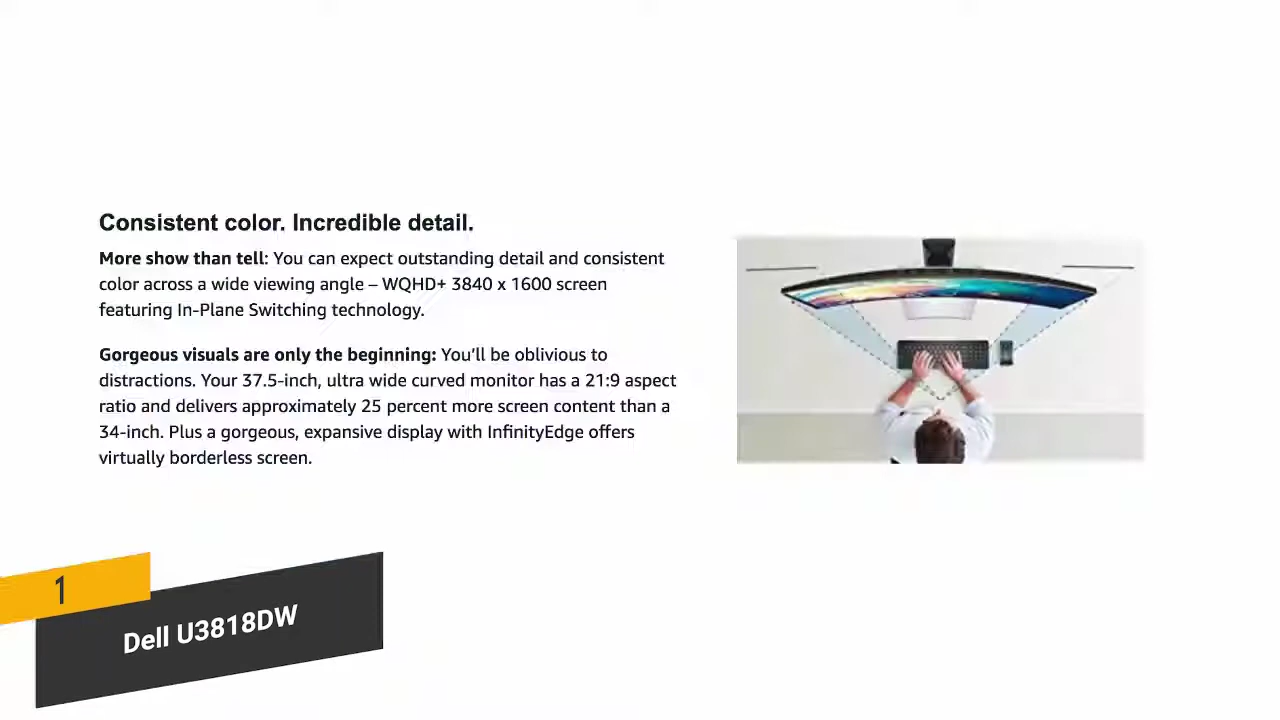 Consistent color. Incredible detail.
More show than tell: You can expect outstanding detail and consistent
color across a wide viewing angle – WQHD+ 3840 x 1600 screen
featuring In-Plane Switching technology.
Gorgeous visuals are only the beginning: You’ll be oblivious to
distractions. Your 37.5-inch, ultra wide curved monitor has a 21:9 aspect
ratio and delivers approximately 25 percent more screen content than a
34-inch. Plus a gorgeous, expansive display with InfinityEdge offers
virtually borderless screen.
1
Dell U3818DW